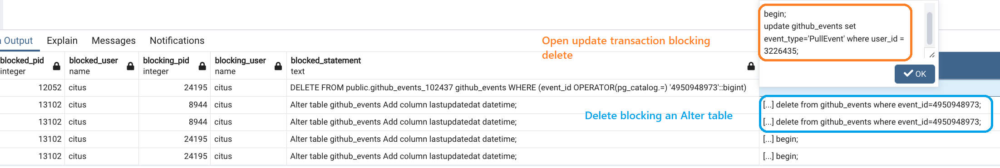 begin;
update github_events set
event_type='PullEvent' where user_id =
3226435;
OK
Output Explain Messages Notifications
Open update transaction blocking
delete
blocked_pid blocked_user blocking_pid blocking_user blocked_statement
integer name integer name text
12052 citus 24195 citus DELETE FROM public.github_events_102437 github_events WHERE (event_id OPERATOR(pg_catalog.=) '4950948973'::bigint)
13102 citus 8944 citus Alter table github_events Add column lastupdatedat datetime; [...] delete from github_events where event_id=4950948973;
Delete blocking an Alter table
13102 citus 8944 citus Alter table github_events Add column lastupdatedat datetime; [...] delete from github_events where event_id=4950948973;
13102 citus 24195 citus Alter table github_events Add column lastupdatedat datetime; [...] begin;
13102 citus 24195 citus Alter table github_events Add column lastupdatedat datetime; [...] begin;